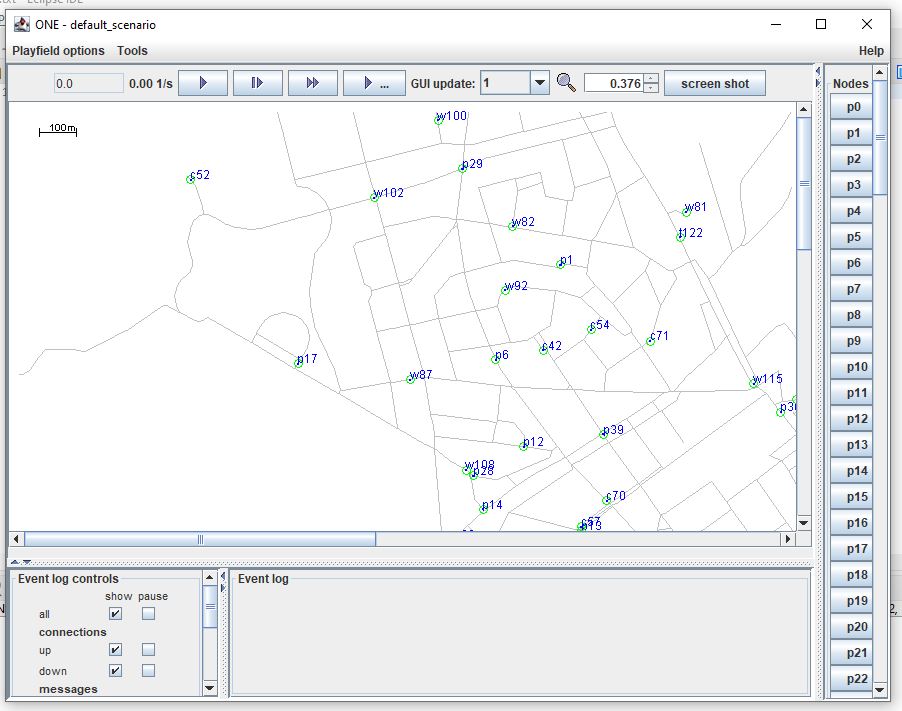 Eclipse IDE
ONE - default_scenario
Playfield options Tools Help
0.0 0.00 1/s ... GUI update: 1 0.376 screen shot
Nodes
p0
p1
p2
p3
p4
p5
p6
p7
p8
p9
p10
p11
p12
p13
p14
p15
p16
p17
p18
p19
p20
p21
p22
100m
w100
p29
c52
w102
w81
w82
t122
p1
w92
c54
c71
c42
p6
p17
w87
w115
p39
p12
w108
p28
c70
p14
c57
p13
Event log controls
show pause
all
connections
up
down
messages
Event log